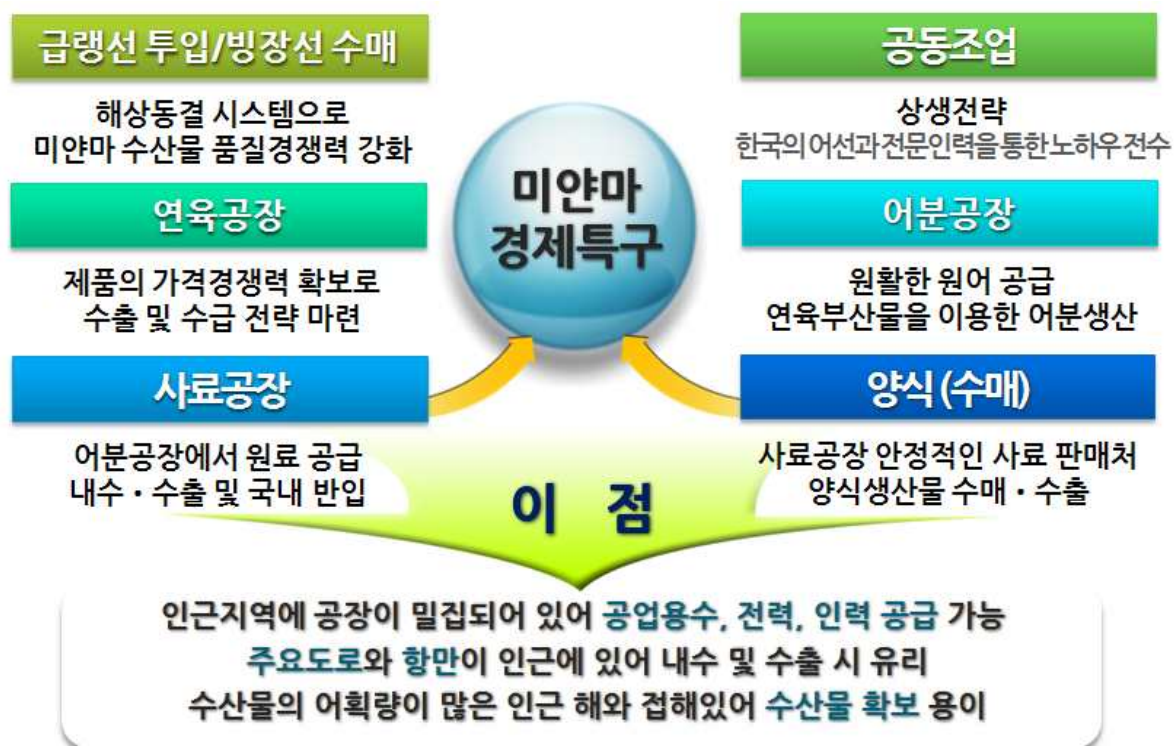 급랭선 투입/빙장선 수매
해상동결 시스템으로
미얀마 수산물 품질경쟁력 강화
연육공장
제품의 가격경쟁력 확보로
수출 및 수급 전략 마련
사료공장
어분공장에서 원료 공급
내수・수출 및 국내 반입
미얀마
경제특구
공동조업
상생전략
한국의 어선과 전문인력을 통한 노하우 전수
어분공장
원활한 원어 공급
연육부산물을 이용한 어분생산
양식 (수매)
사료공장 안정적인 사료 판매처
양식생산물 수매・수출
이 점
인근지역에 공장이 밀집되어 있어 공업용수, 전력, 인력 공급 가능
주요도로와 항만이 인근에 있어 내수 및 수출 시 유리
수산물의 어획량이 많은 인근 해와 접해있어 수산물 확보 용이